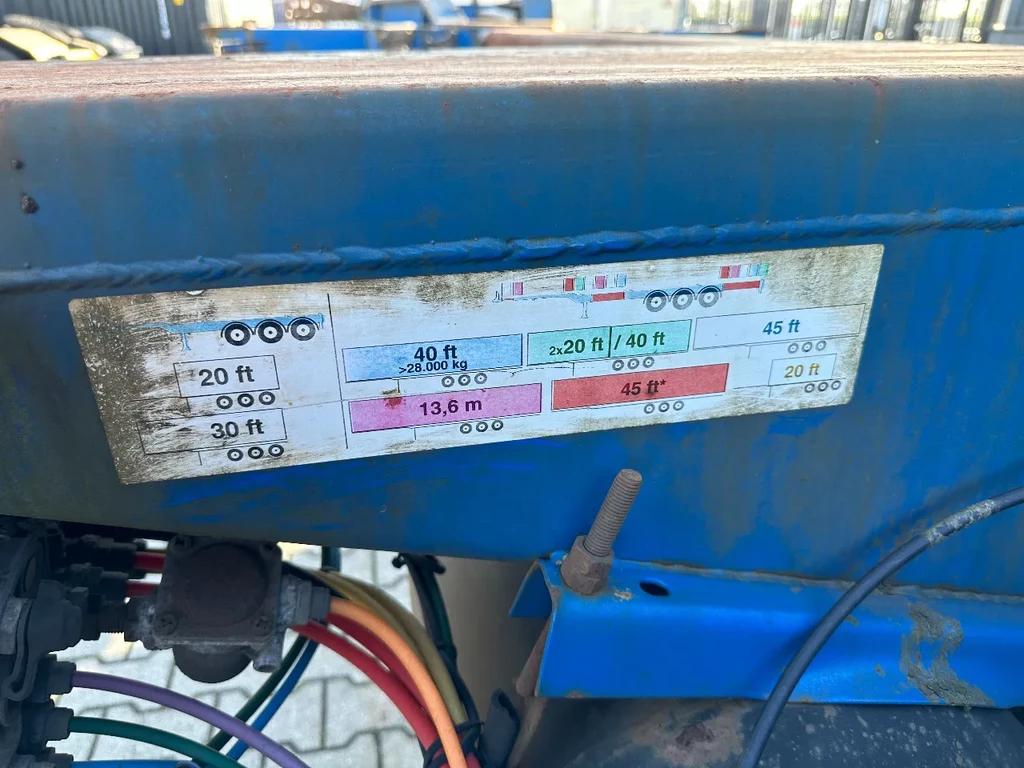 20 ft
30 ft
40 ft
>28.000 kg
2x20 ft / 40 ft
45 ft
13,6 m
45 ft*
20 ft